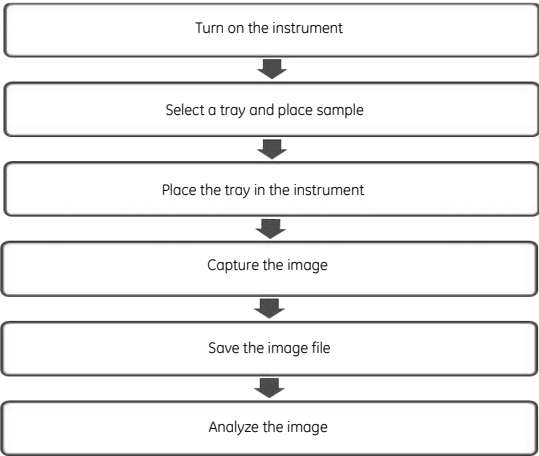 Turn on the instrument
Select a tray and place sample
Place the tray in the instrument
Capture the image
Save the image file
Analyze the image